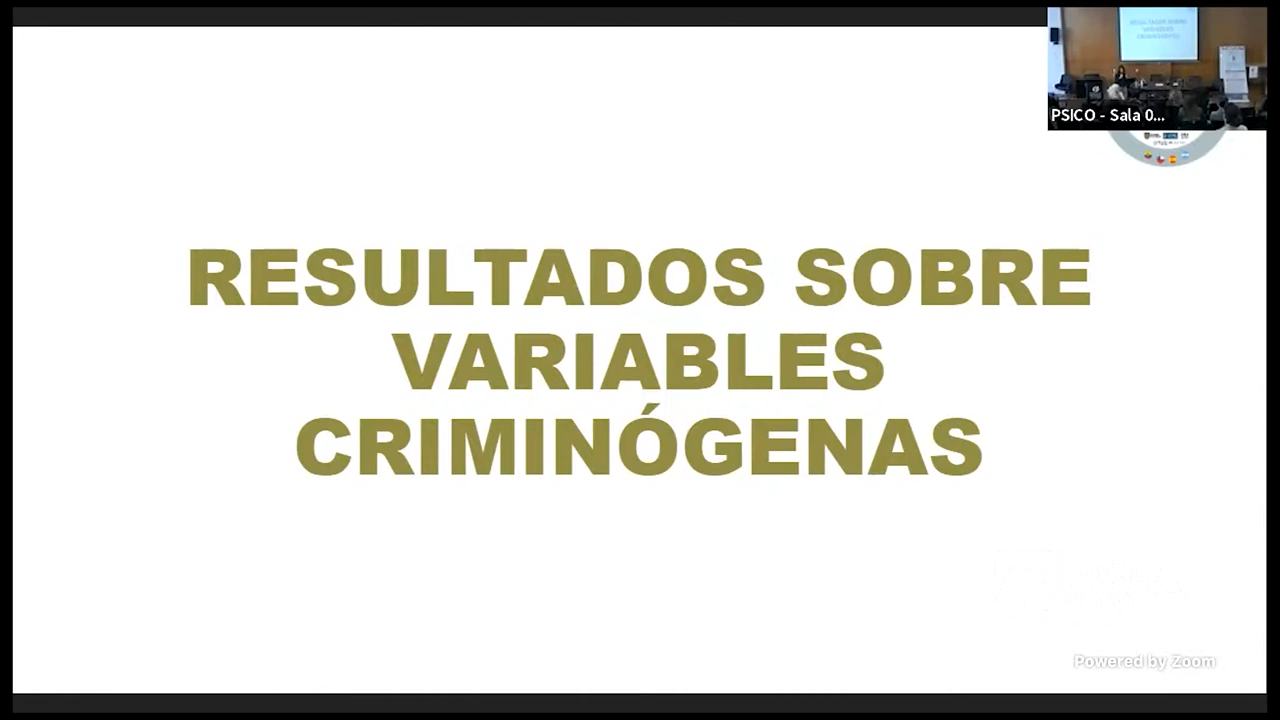 PSICO - Sala 0...
RESULTADOS SOBRE
VARIABLES
CRIMINÓGENAS
Powered by Zoom